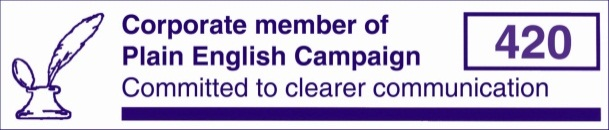 Corporate member of
Plain English Campaign
Committed to clearer communication
420